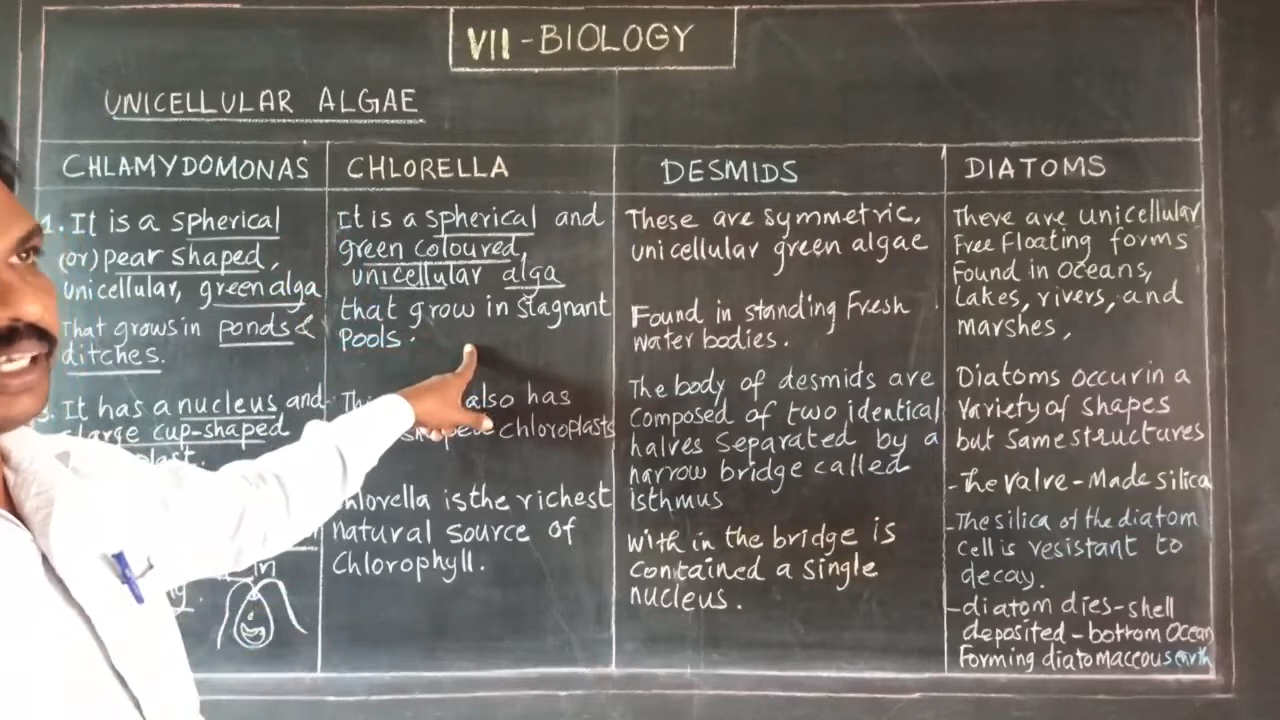 VII - BIOLOGY
UNICELLULAR ALGAE
CHLAMYDOMONAS
1. It is a spherical
(or) pear shaped,
unicellular, green alga
That grows in ponds &
ditches.
It has a nucleus and
large cup-shaped
in
CHLORELLA
It is a spherical and
green coloured,
unicellular alga
that grow in stagnant
Pools.
also has
shaped chloroplasts
Chlorella is the richest
natural source of
Chlorophyll.
DESMIDS
These are symmetric,
unicellular green algae
Found in standing Fresh
water bodies.
The body of desmids are
Composed of two identical
halves separated by a
narrow bridge called
isthmus
With in the bridge is
contained a single
nucleus.
DIATOMS
There are unicellular
Free Floating forms
Found in Oceans,
Lakes, rivers, and
marshes,
Diatoms occur in a
Variety of shapes
but Same structures
- The valve - Made silica
- The silica of the diatom
Cell is resistant to
decay.
- diatom dies - shell
deposited - bottom Ocean
Forming diatomaceous earth